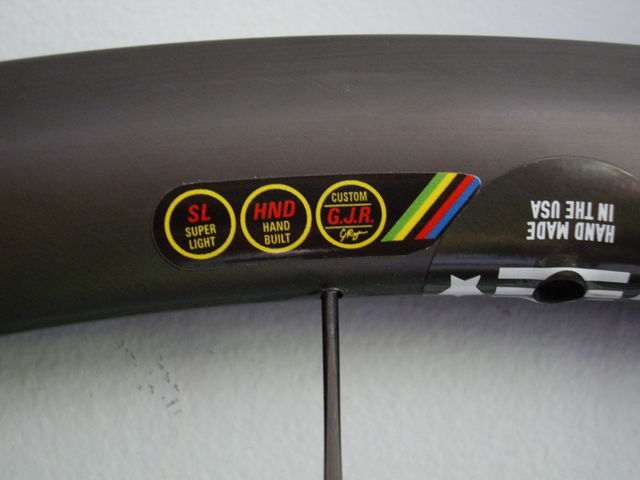 SL
SUPER
LIGHT
HND
HAND
BUILT
CUSTOM
G.J.R.
HAND MADE
IN THE USA